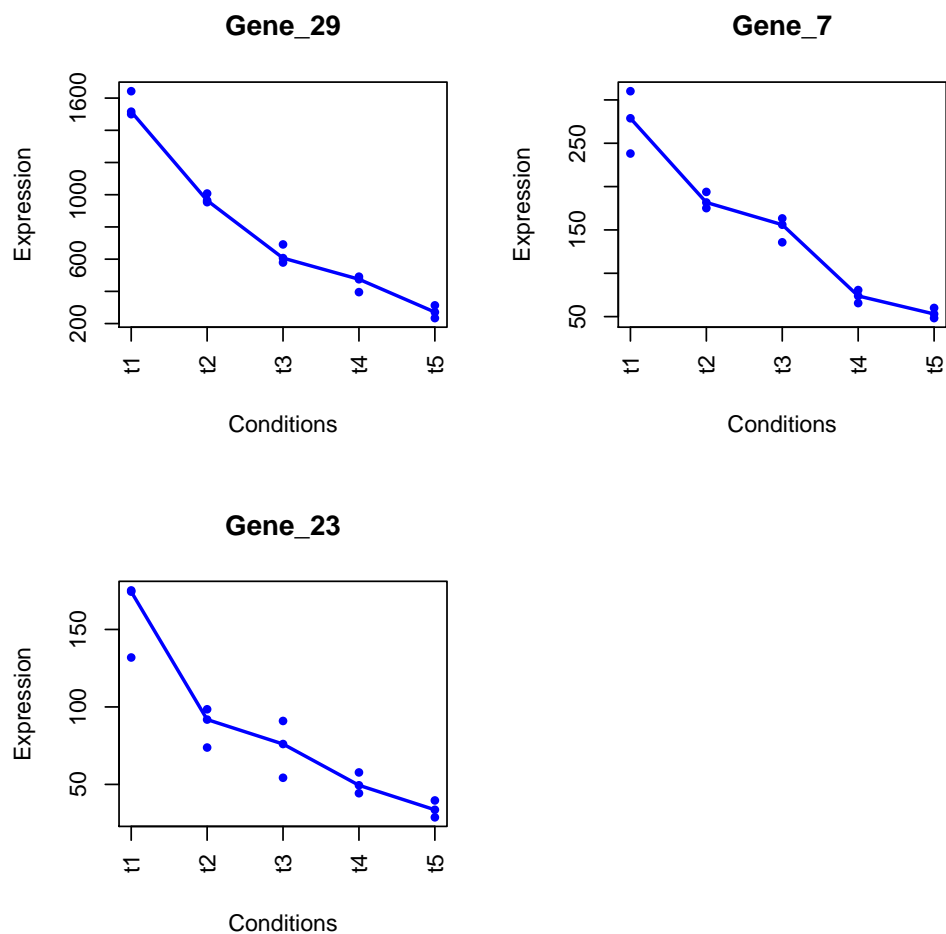 Gene_29
Expression
200
600
1000
1600
t1
t2
t3
t4
t5
Conditions
Gene_7
Expression
50
150
250
t1
t2
t3
t4
t5
Conditions
Gene_23
Expression
50
100
150
t1
t2
t3
t4
t5
Conditions